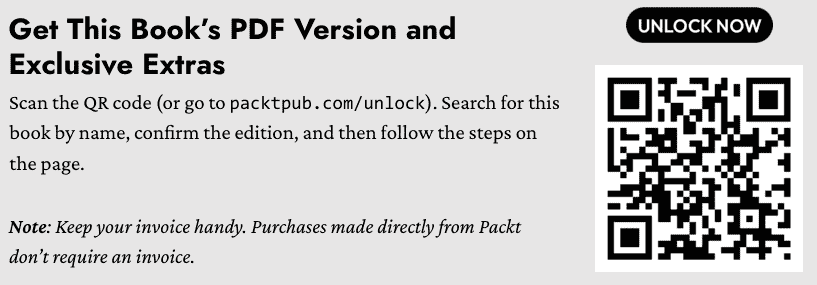 Get This Book’s PDF Version and
Exclusive Extras
UNLOCK NOW
Scan the QR code (or go to packtpub.com/unlock). Search for this
book by name, confirm the edition, and then follow the steps on
the page.
Note: Keep your invoice handy. Purchases made directly from Packt
don’t require an invoice.